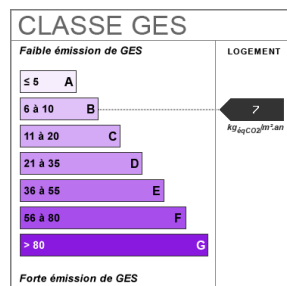 CLASSE GES
Faible émission de GES
LOGEMENT
≤ 5 A
6 à 10 B
7
kgéqCO2/m².an
11 à 20 C
21 à 35 D
36 à 55 E
56 à 80 F
> 80 G
Forte émission de GES